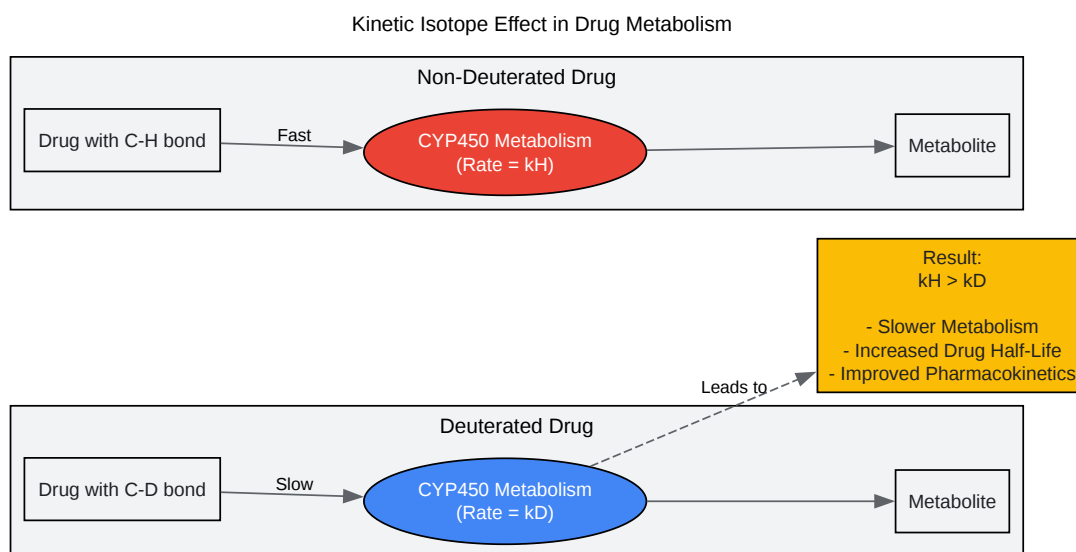 Kinetic Isotope Effect in Drug Metabolism
Non-Deuterated Drug
Drug with C-H bond
Fast
CYP450 Metabolism
(Rate = kH)
Metabolite
Result:
kH > kD
- Slower Metabolism
- Increased Drug Half-Life
- Improved Pharmacokinetics
Leads to
Deuterated Drug
Drug with C-D bond
Slow
CYP450 Metabolism
(Rate = kD)
Metabolite